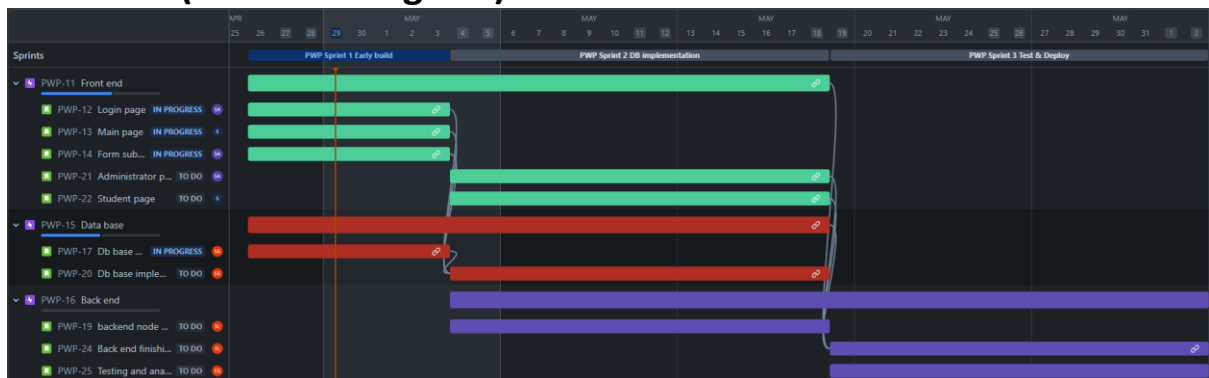 APR MAY MAY MAY MAY MAY
25 26 27 28 29 30 1 2 3 4 5 6 7 8 9 10 11 12 13 14 15 16 17 18 19 20 21 22 23 24 25 26 27 28 29 30 31 1 2
Sprints PWP Sprint 1 Early build PWP Sprint 2 DB implementation PWP Sprint 3 Test & Deploy
PWP-11 Front end
PWP-12 Login page IN PROGRESS SA
PWP-13 Main page IN PROGRESS S
PWP-14 Form sub... IN PROGRESS SA
PWP-21 Administrator p... TO DO SA
PWP-22 Student page TO DO S
PWP-15 Data base
PWP-17 Db base ... IN PROGRESS
PWP-20 Db base imple... TO DO
PWP-16 Back end
PWP-19 backend node ... TO DO
PWP-24 Back end finishi... TO DO
PWP-25 Testing and ana... TO DO